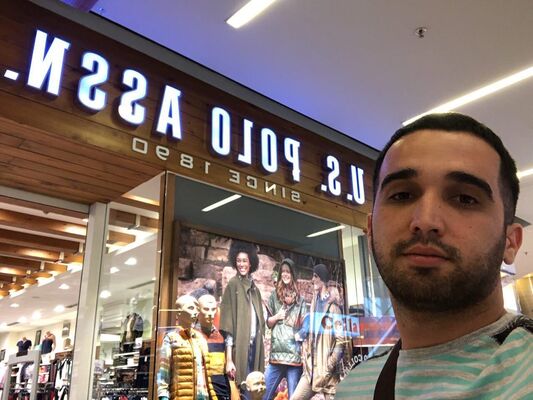 U.S. POLO ASSN.
SINCE 1890